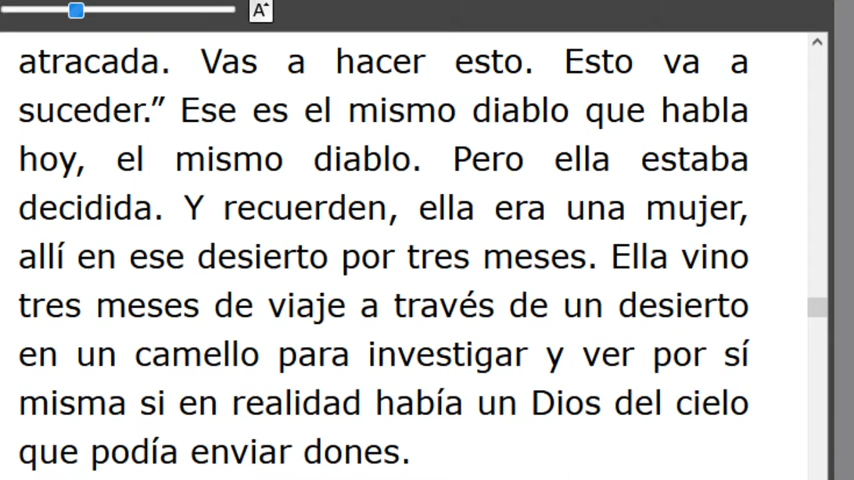 A
atracada. Vas a hacer esto. Esto va a
suceder.” Ese es el mismo diablo que habla
hoy, el mismo diablo. Pero ella estaba
decidida. Y recuerden, ella era una mujer,
allí en ese desierto por tres meses. Ella vino
tres meses de viaje a través de un desierto
en un camello para investigar y ver por sí
misma si en realidad había un Dios del cielo
que podía enviar dones.